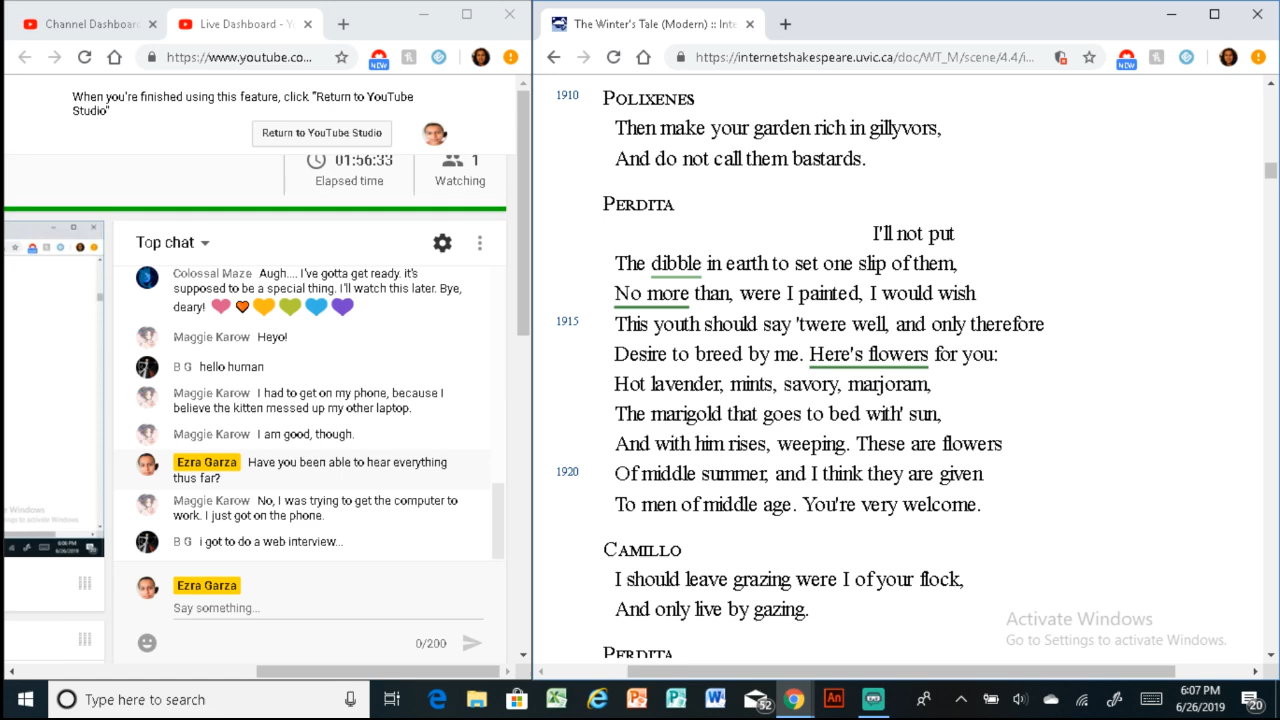 Channel Dashboard
Live Dashboard - Yo
The Winter's Tale (Modern) :: Inte
https://www.youtube.co...
NEW
https://internetshakespeare.uvic.ca/doc/WT_M/scene/4.4/i...
NEW
When you're finished using this feature, click "Return to YouTube
Studio"
Return to YouTube Studio
01:56:33
Elapsed time
1
Watching
Top chat
Colossal Maze Augh.... I've gotta get ready. it's
supposed to be a special thing. I'll watch this later. Bye,
deary!
Maggie Karow Heyo!
B G hello human
Maggie Karow I had to get on my phone, because I
believe the kitten messed up my other laptop.
Maggie Karow I am good, though.
Ezra Garza Have you been able to hear everything
thus far?
Maggie Karow No, I was trying to get the computer to
work. I just got on the phone.
B G i got to do a web interview...
Ezra Garza
Say something...
0/200
6:06 PM
6/26/2019
1910 POLIXENES
Then make your garden rich in gillyvors,
And do not call them bastards.
PERDITA
I'll not put
The dibble in earth to set one slip of them,
No more than, were I painted, I would wish
1915 This youth should say 'twere well, and only therefore
Desire to breed by me. Here's flowers for you:
Hot lavender, mints, savory, marjoram,
The marigold that goes to bed with' sun,
And with him rises, weeping. These are flowers
1920 Of middle summer, and I think they are given
To men of middle age. You're very welcome.
CAMILLO
I should leave grazing were I of your flock,
And only live by gazing.
PERDITA
Activate Windows
Go to Settings to activate Windows.
Type here to search
52
An
6:07 PM
6/26/2019
20